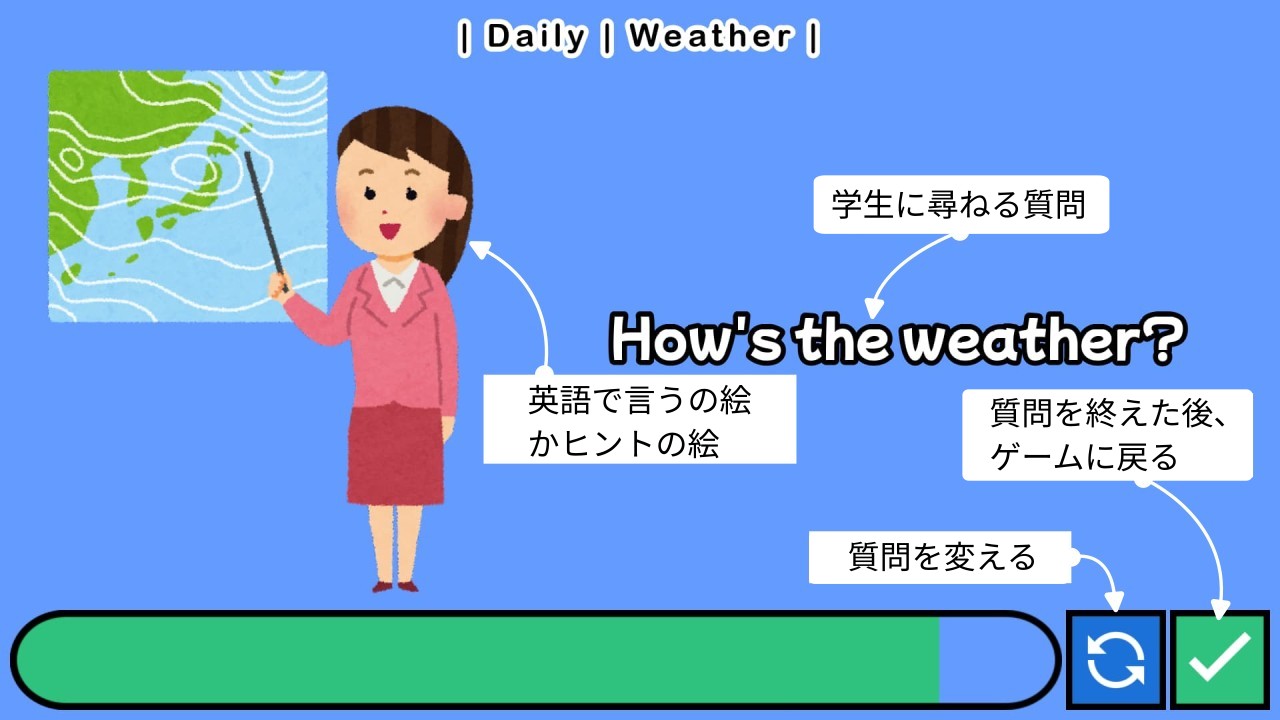 | Daily | Weather |
学生に尋ねる質問
How's the weather?
英語で言うの絵
かヒントの絵
質問を終えた後、
ゲームに戻る
質問を変える